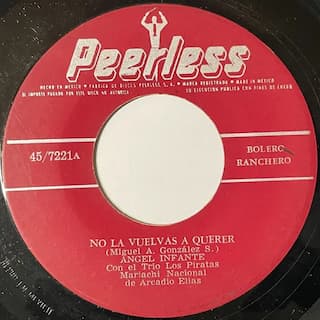 Peerless
HECHO EN MEXICO • FABRICA DE DISCOS PEERLESS S. A. • MARCA REGISTRADA • MADE IN MEXICO
EL IMPORTE PAGADO POR ESTE DISCO NO AUTORIZA SU EJECUCION PUBLICA CON FINES DE LUCRO
45/7221A
BOLERO
RANCHERO
NO LA VUELVAS A QUERER
(Miguel A. González S.)
ANGEL INFANTE
Con el Trío Los Piratas
Mariachi Nacional
de Arcadio Elías